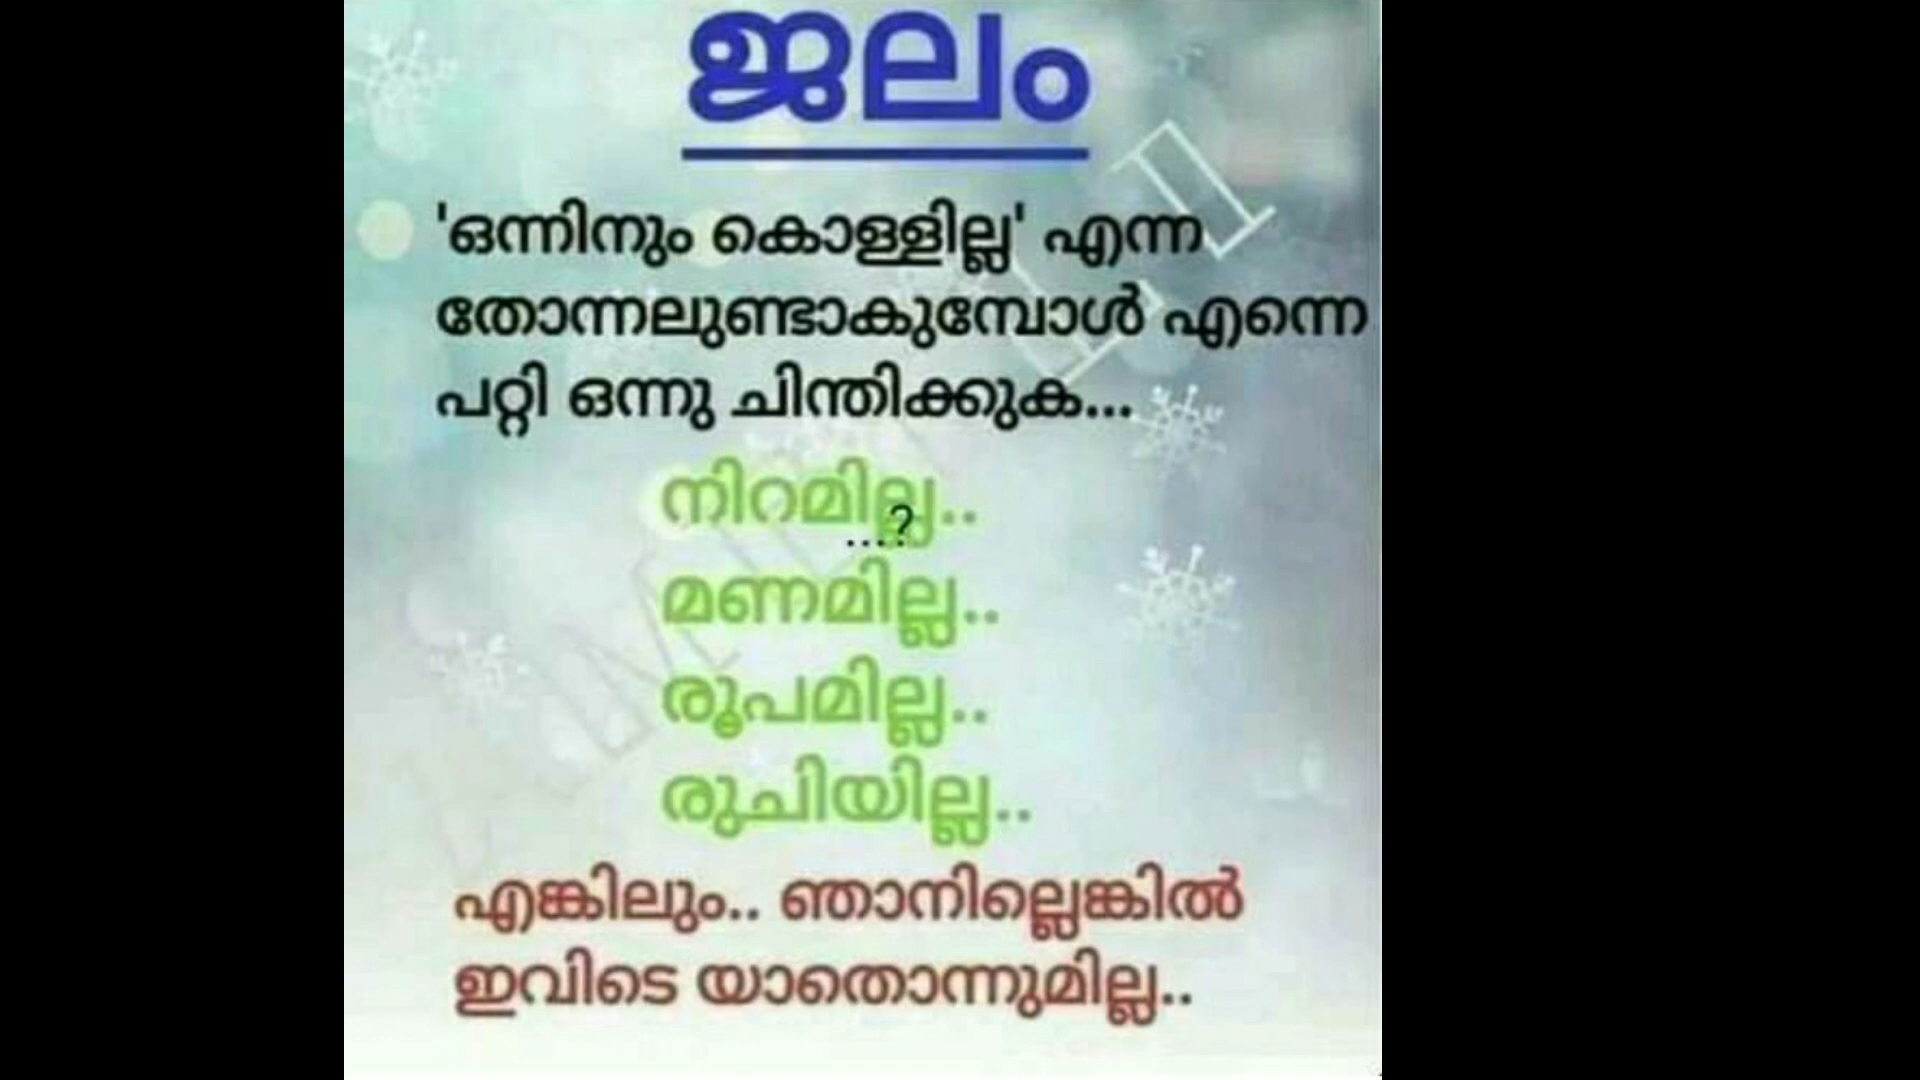 ജലം
'ഒന്നിനും കൊള്ളില്ല' എന്ന
തോന്നലുണ്ടാകുമ്പോൾ എന്നെ
പറ്റി ഒന്നു ചിന്തിക്കുക...
നിറമില്ല..
...?
മണമില്ല..
രൂപമില്ല..
രുചിയില്ല..
എങ്കിലും.. ഞാനില്ലെങ്കിൽ
ഇവിടെ യാതൊന്നുമില്ല..